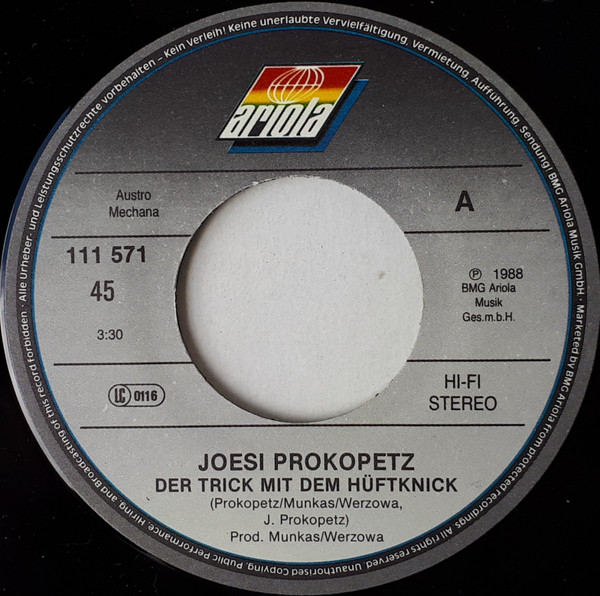 Alle Urheber- und Leistungsschutzrechte vorbehalten – Kein Verleih! Keine unerlaubte Vervielfältigung, Vermietung, Aufführung, Sendung! BMG Ariola Musik GmbH · Marketed by BMG Ariola from protected recordings. All rights reserved. Unauthorised Copying, Public Performance, Hiring, and Broadcasting of this record forbidden ·
ariola
Austro
Mechana
A
111 571
45
3:30
℗ 1988
BMG Ariola
Musik
Ges.m.b.H.
LC 0116
HI-FI
STEREO
JOESI PROKOPETZ
DER TRICK MIT DEM HÜFTKNICK
(Prokopetz/Munkas/Werzowa,
J. Prokopetz)
Prod. Munkas/Werzowa